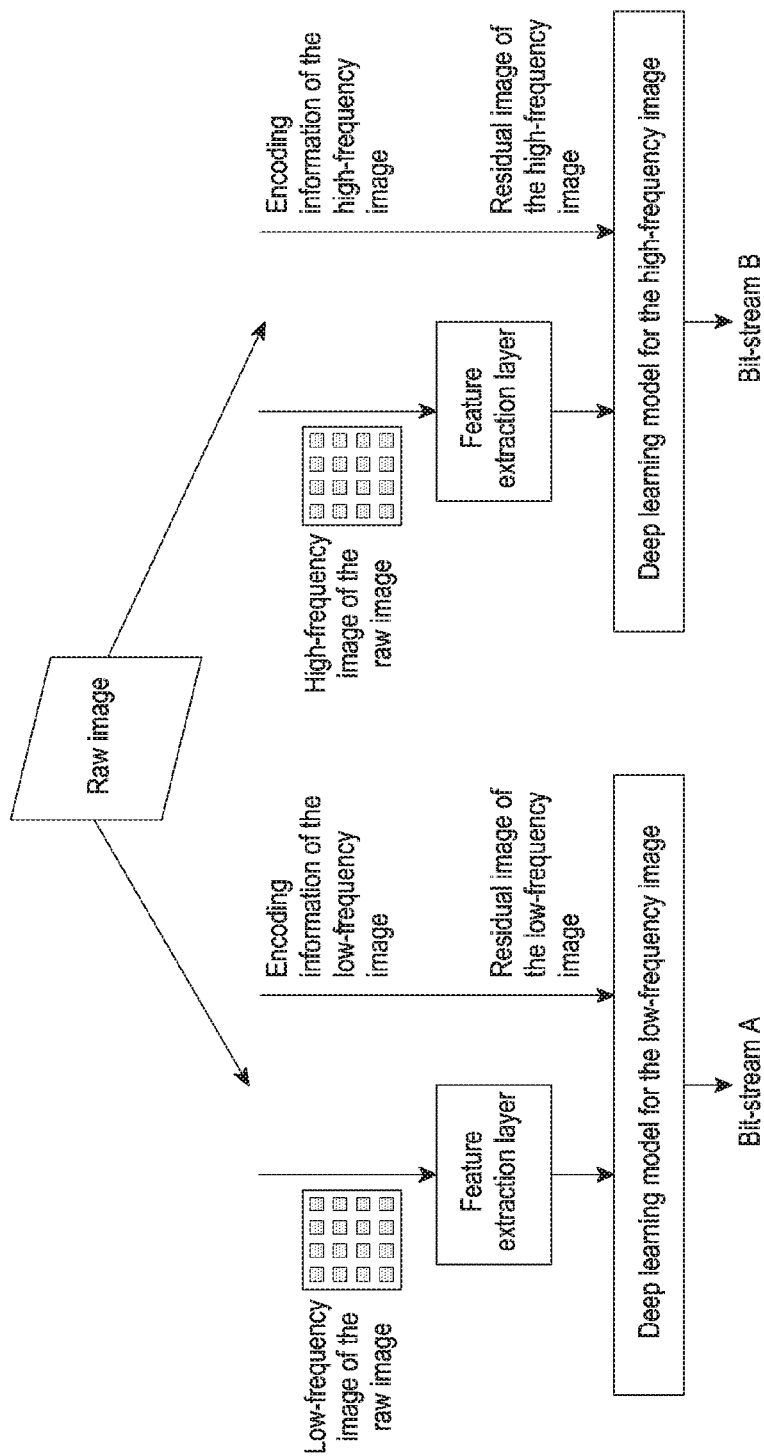 Raw image
Low-frequency
image of the
raw image
Encoding
information of the
low-frequency
image
Feature
extraction layer
Residual image of
the low-frequency
image
Deep learning model for the low-frequency image
Bit-stream A
High-frequency
image of the
raw image
Encoding
information of the
high-frequency
image
Feature
extraction layer
Residual image of
the high-frequency
image
Deep learning model for the high-frequency image
Bit-stream B